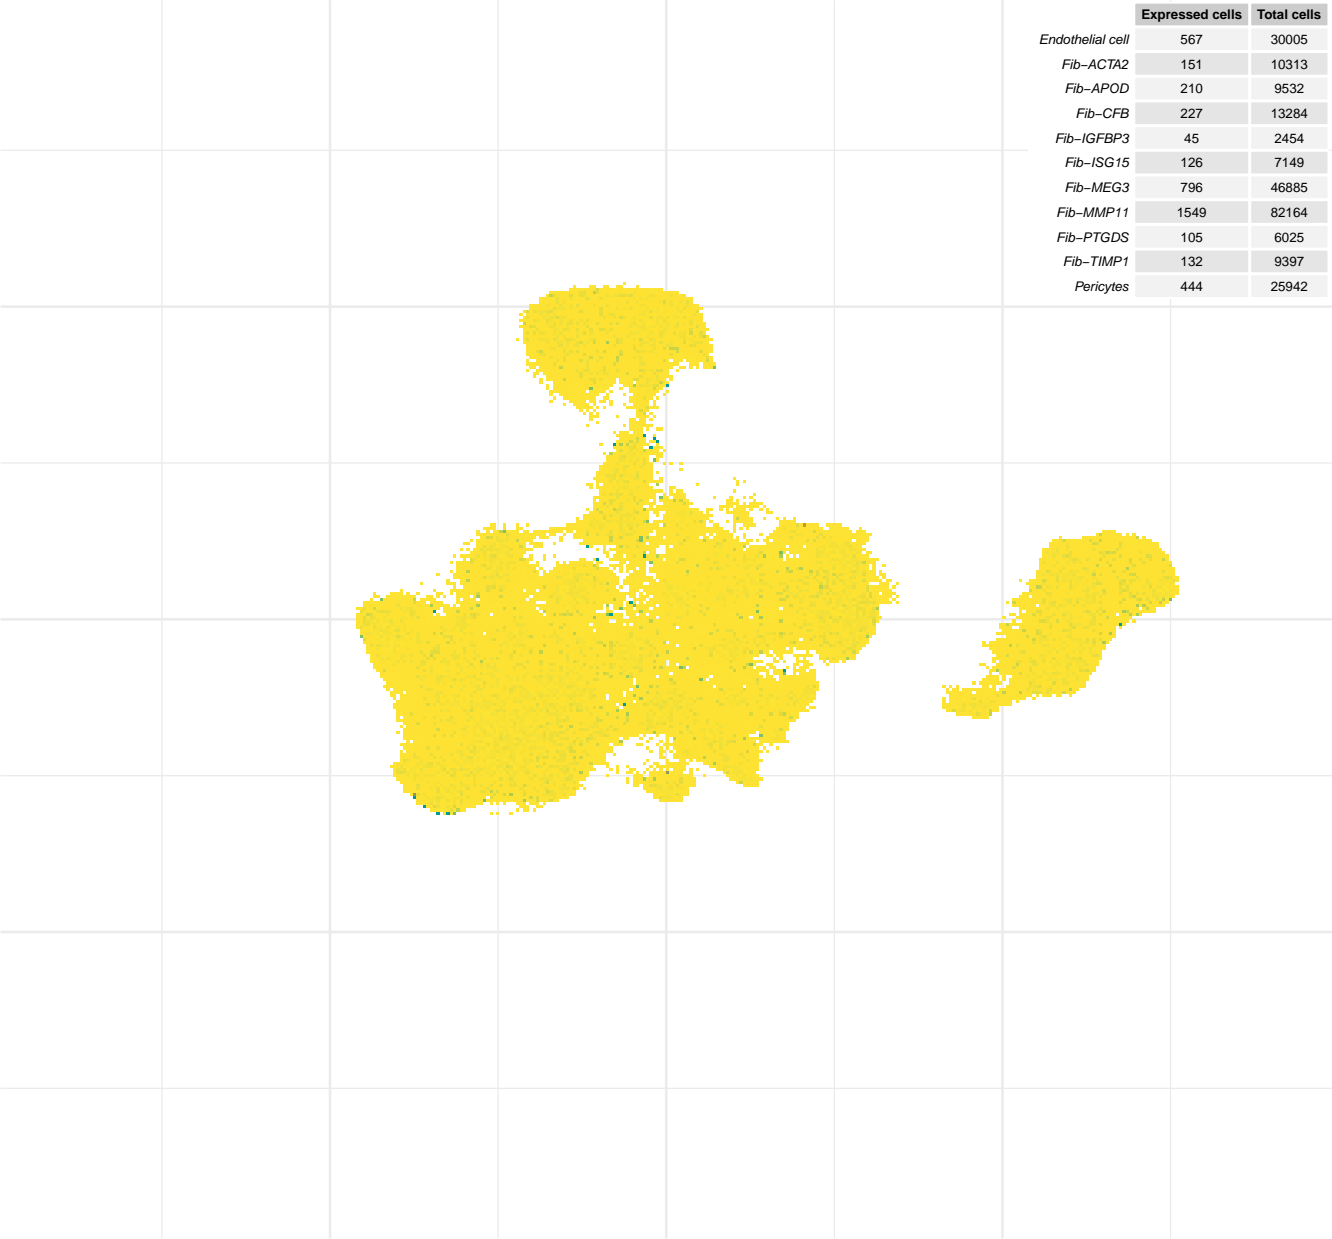 Expressed cells Total cells
Endothelial cell 567 30005
Fib−ACTA2 151 10313
Fib−APOD 210 9532
Fib−CFB 227 13284
Fib−IGFBP3 45 2454
Fib−ISG15 126 7149
Fib−MEG3 796 46885
Fib−MMP11 1549 82164
Fib−PTGDS 105 6025
Fib−TIMP1 132 9397
Pericytes 444 25942